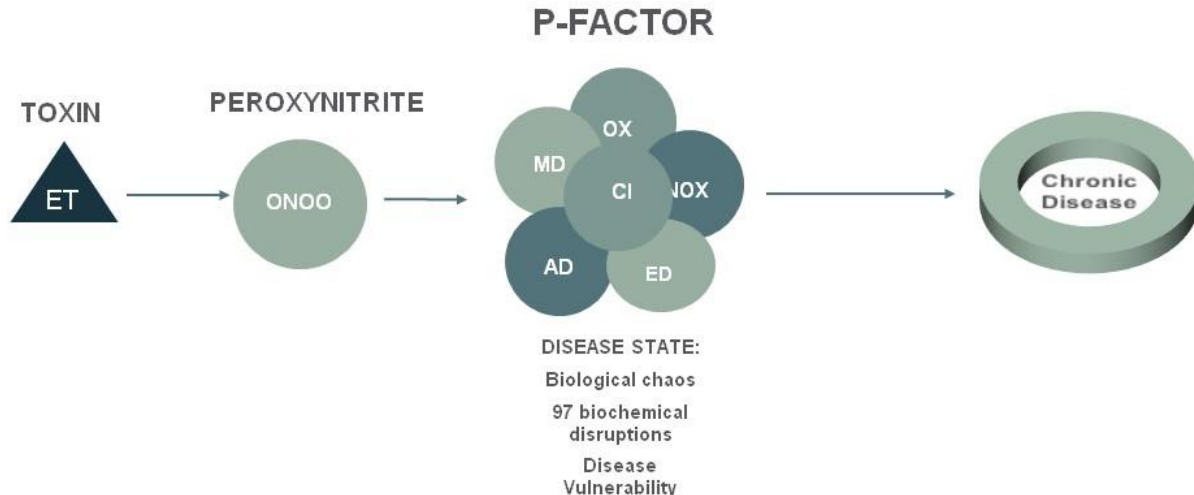 P-FACTOR
TOXIN
PEROXYNITRITE
ET
ONOO
OX
MD
CI
NOX
AD
ED
Chronic
Disease
DISEASE STATE:
Biological chaos
97 biochemical
disruptions
Disease
Vulnerability